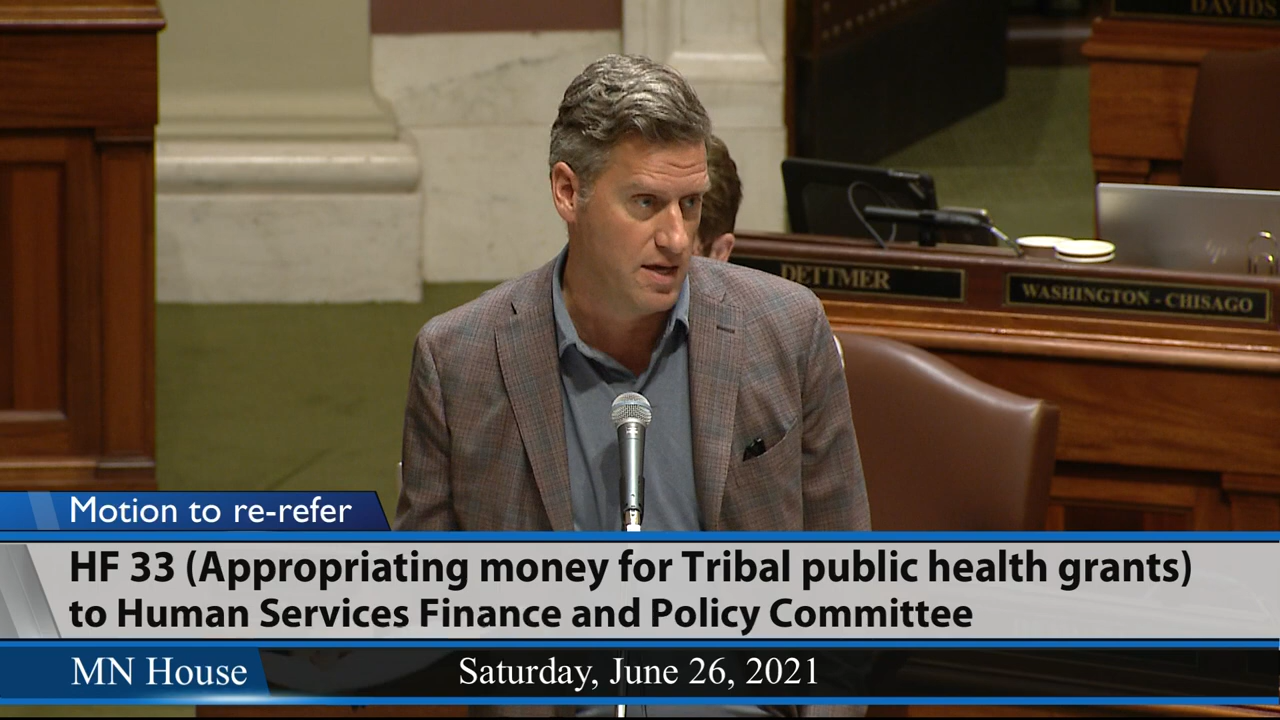 DAVIDS
DETTMER
WASHINGTON - CHISAGO
Motion to re-refer
HF 33 (Appropriating money for Tribal public health grants)
to Human Services Finance and Policy Committee
MN House
Saturday, June 26, 2021